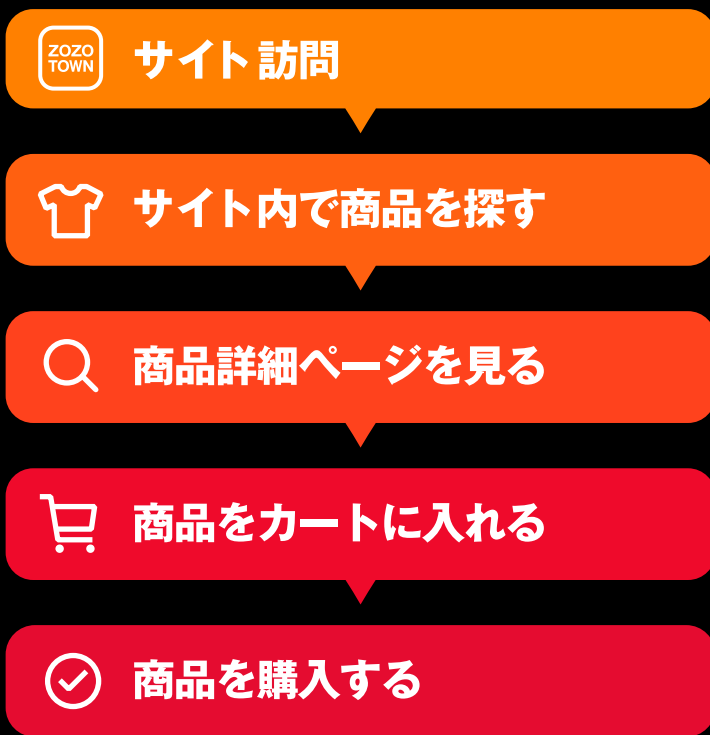 ZOZO
TOWN
サイト訪問
サイト内で商品を探す
商品詳細ページを見る
商品をカートに入れる
商品を購入する